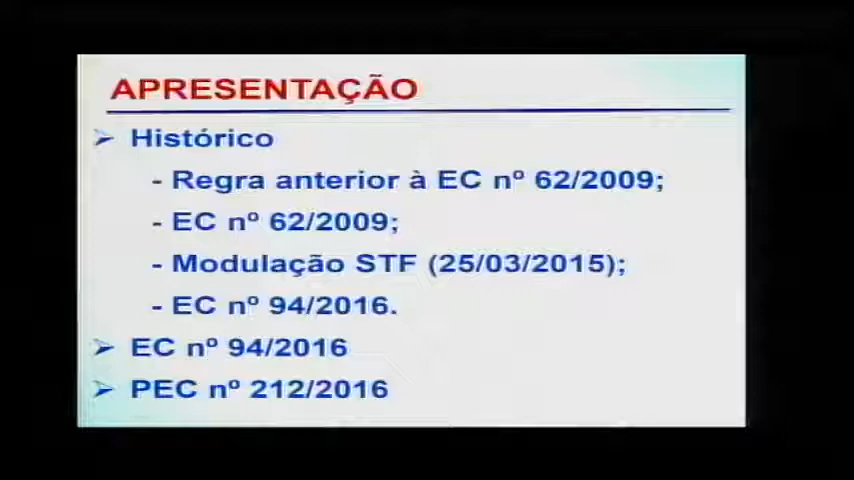 APRESENTAÇÃO
➢ Histórico
- Regra anterior à EC nº 62/2009;
- EC nº 62/2009;
- Modulação STF (25/03/2015);
- EC nº 94/2016.
➢ EC nº 94/2016
➢ PEC nº 212/2016